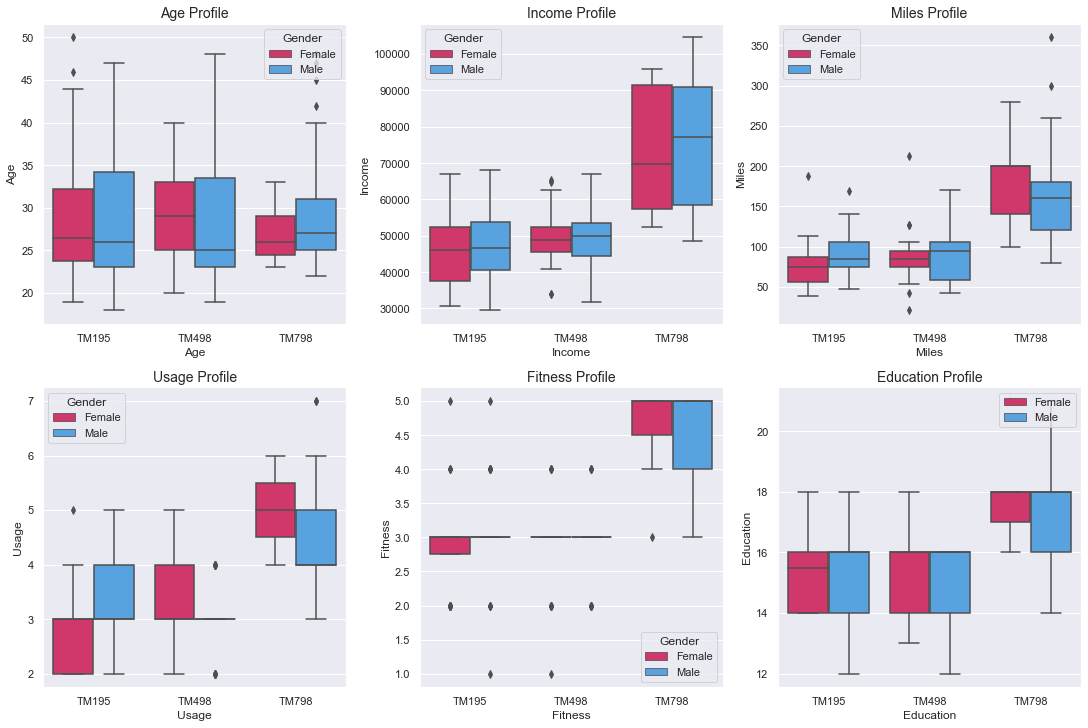 Age Profile
Age
50
45
40
35
30
25
20
Gender
Female
Male
TM195 TM498 TM798
Age
Income Profile
Income
100000
90000
80000
70000
60000
50000
40000
30000
Gender
Female
Male
TM195 TM498 TM798
Income
Miles Profile
Miles
350
300
250
200
150
100
50
Gender
Female
Male
TM195 TM498 TM798
Miles
Usage Profile
Usage
7
6
5
4
3
2
Gender
Female
Male
TM195 TM498 TM798
Usage
Fitness Profile
Fitness
5.0
4.5
4.0
3.5
3.0
2.5
2.0
1.5
1.0
Gender
Female
Male
TM195 TM498 TM798
Fitness
Education Profile
Education
20
18
16
14
12
Female
Male
TM195 TM498 TM798
Education